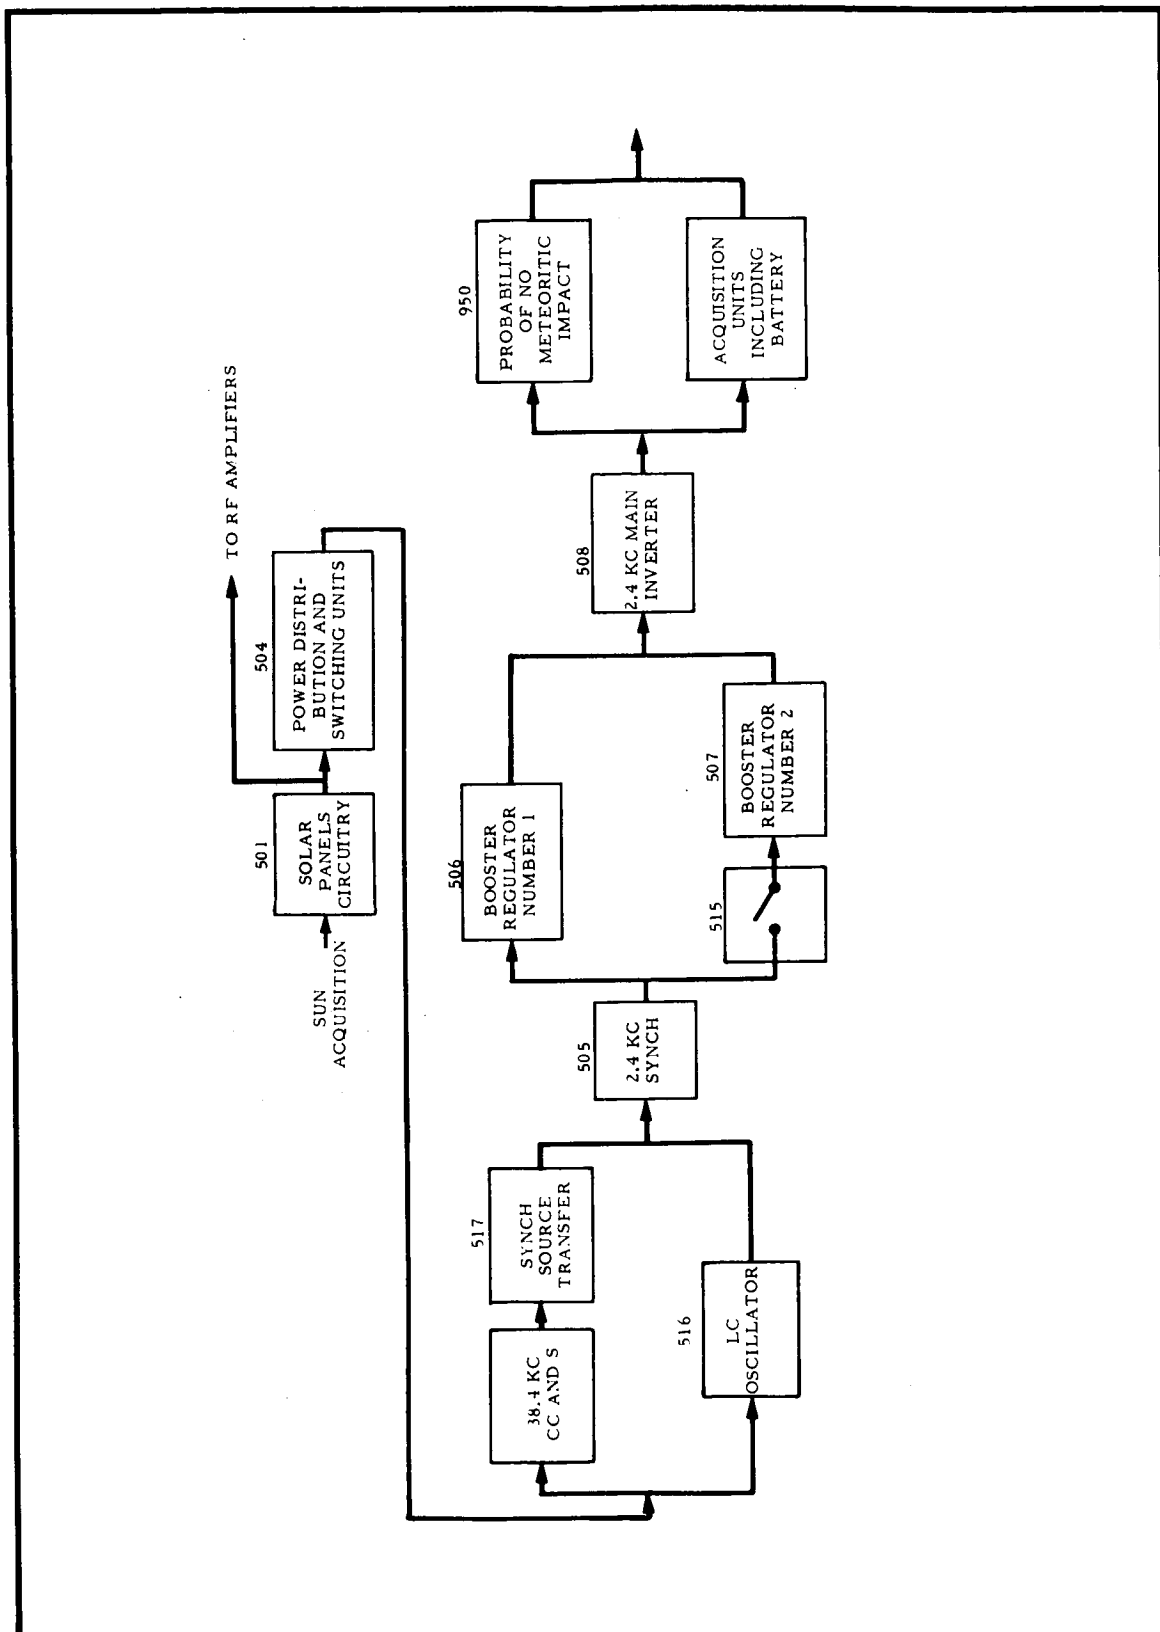 SUN
ACQUISITION
501
SOLAR
PANELS
CIRCUITRY
TO RF AMPLIFIERS
504
POWER DISTRI-
BUTION AND
SWITCHING UNITS
38.4 KC
CC AND S
517
SYNCH
SOURCE
TRANSFER
516
LC
OSCILLATOR
505
2.4 KC
SYNCH
506
BOOSTER
REGULATOR
NUMBER 1
515
507
BOOSTER
REGULATOR
NUMBER 2
508
2.4 KC MAIN
INVERTER
950
PROBABILITY
OF NO
METEORITIC
IMPACT
ACQUISITION
UNITS
INCLUDING
BATTERY